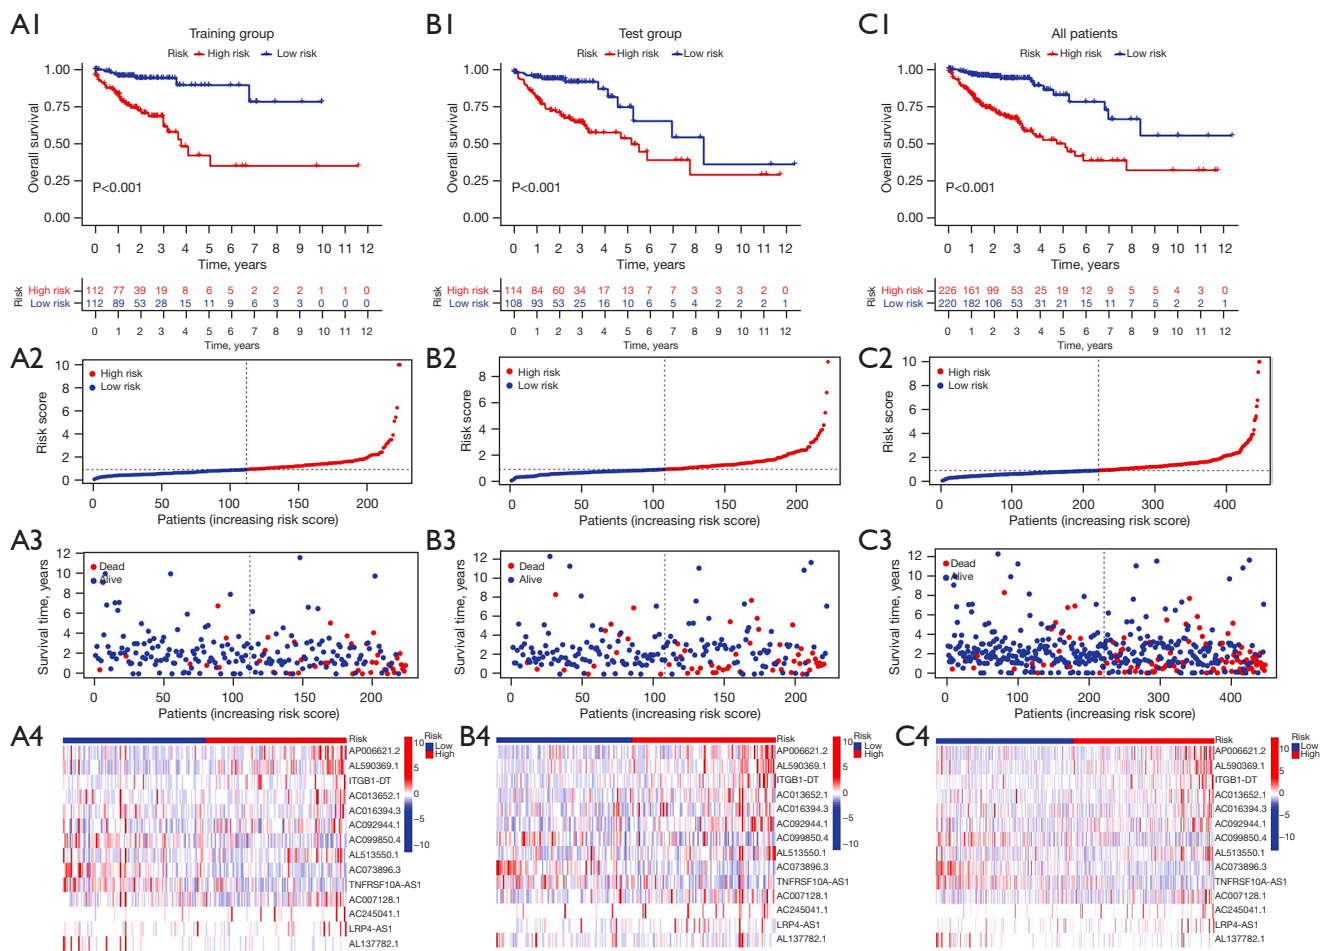 A1
Training group
Risk High risk Low risk
1.00
0.75
0.50
0.25
0.00
Overall survival
P<0.001
0 1 2 3 4 5 6 7 8 9 10 11 12
Time, years
Risk
High risk 112 77 39 19 8 6 5 2 2 2 1 1 0
Low risk 112 89 53 28 15 11 9 6 3 3 0 0 0
0 1 2 3 4 5 6 7 8 9 10 11 12
Time, years
B1
Test group
Risk High risk Low risk
1.00
0.75
0.50
0.25
0.00
Overall survival
P<0.001
0 1 2 3 4 5 6 7 8 9 10 11 12
Time, years
Risk
High risk 114 84 60 34 17 13 7 7 3 3 3 2 0
Low risk 108 93 53 25 16 10 6 5 4 2 2 2 1
0 1 2 3 4 5 6 7 8 9 10 11 12
Time, years
C1
All patients
Risk High risk Low risk
1.00
0.75
0.50
0.25
0.00
Overall survival
P<0.001
0 1 2 3 4 5 6 7 8 9 10 11 12
Time, years
Risk
High risk 226 161 99 53 25 19 12 9 5 5 4 3 0
Low risk 220 182 106 53 31 21 15 11 7 5 2 2 1
0 1 2 3 4 5 6 7 8 9 10 11 12
Time, years
A2
10
8
6
4
2
0
Risk score
High risk
Low risk
0 50 100 150 200
Patients (increasing risk score)
B2
8
6
4
2
0
Risk score
High risk
Low risk
0 50 100 150 200
Patients (increasing risk score)
C2
10
8
6
4
2
0
Risk score
High risk
Low risk
0 100 200 300 400
Patients (increasing risk score)
A3
12
10
8
6
4
2
0
Survival time, years
Dead
Alive
0 50 100 150 200
Patients (increasing risk score)
B3
12
10
8
6
4
2
0
Survival time, years
Dead
Alive
0 50 100 150 200
Patients (increasing risk score)
C3
12
10
8
6
4
2
0
Survival time, years
Dead
Alive
0 100 200 300 400
Patients (increasing risk score)
A4
Risk
AP006621.2
AL590369.1
ITGB1-DT
AC013652.1
AC016394.3
AC092944.1
AC099850.4
AL513550.1
AC073896.3
TNFRSF10A-AS1
AC007128.1
AC245041.1
LRP4-AS1
AL137782.1
10
5
0
−5
−10
Risk
Low
High
B4
Risk
AP006621.2
AL590369.1
ITGB1-DT
AC013652.1
AC016394.3
AC092944.1
AC099850.4
AL513550.1
AC073896.3
TNFRSF10A-AS1
AC007128.1
AC245041.1
LRP4-AS1
AL137782.1
10
5
0
−5
−10
Risk
Low
High
C4
Risk
AP006621.2
AL590369.1
ITGB1-DT
AC013652.1
AC016394.3
AC092944.1
AC099850.4
AL513550.1
AC073896.3
TNFRSF10A-AS1
AC007128.1
AC245041.1
LRP4-AS1
AL137782.1
10
5
0
−5
−10
Risk
Low
High